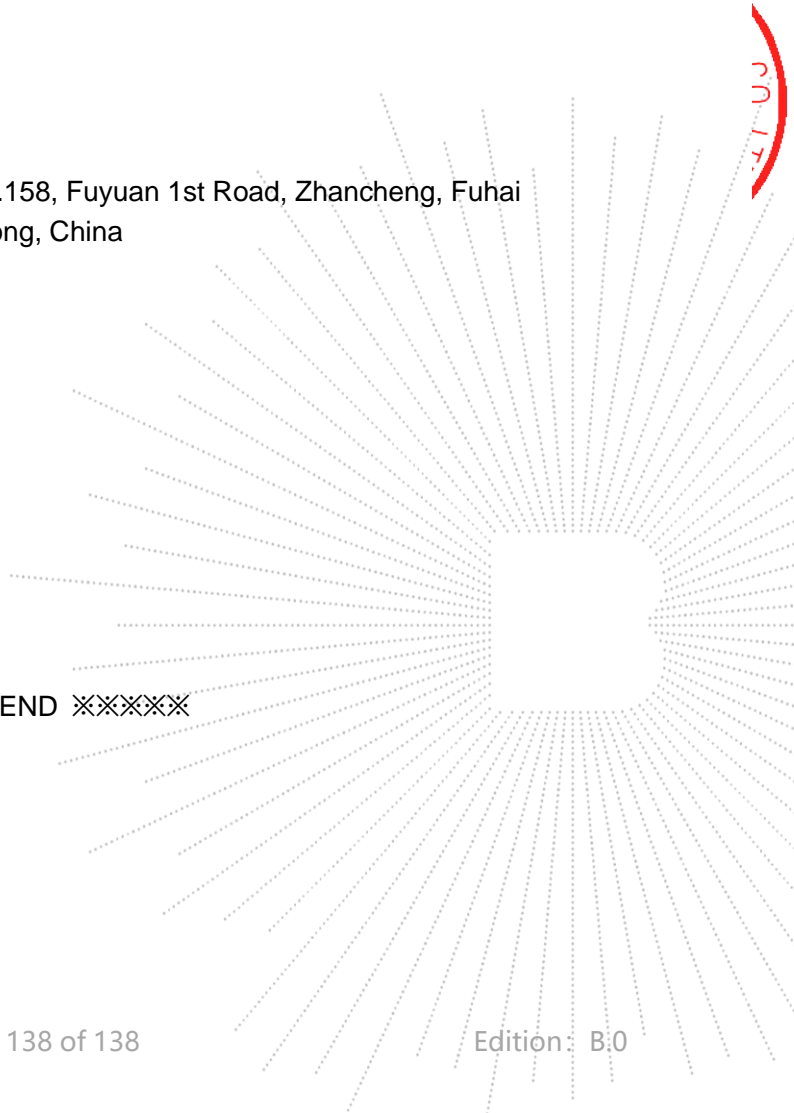 .158, Fuyuan 1st Road, Zhancheng, Fuhai
ong, China
END ※※※※※
138 of 138 Edition: B.0